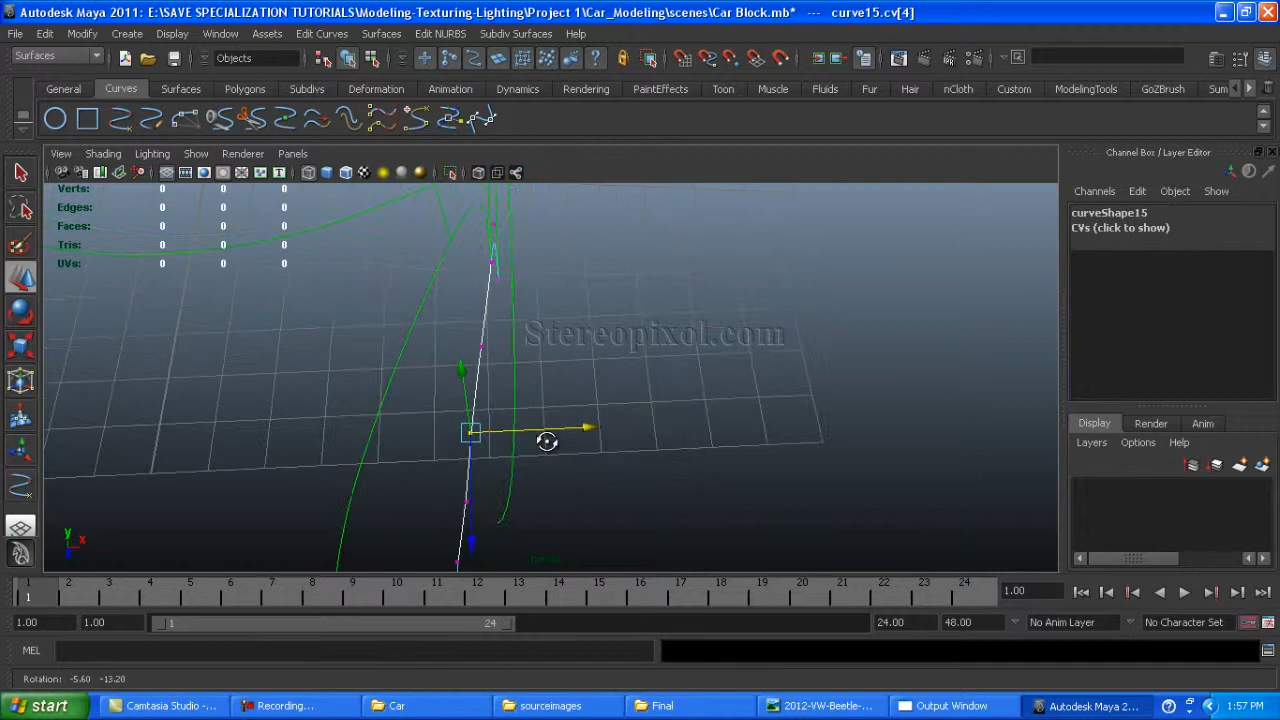 Autodesk Maya 2011: E:\SAVE SPECIALIZATION TUTORIALS\Modeling-Texturing-Lighting\Project 1\Car_Modeling\scenes\Car Block.mb* --- curve15.cv[4]
File Edit Modify Create Display Window Assets Edit Curves Surfaces Edit NURBS Subdiv Surfaces Help
Surfaces Objects
General Curves Surfaces Polygons Subdivs Deformation Animation Dynamics Rendering PaintEffects Toon Muscle Fluids Fur Hair nCloth Custom ModelingTools GoZBrush Sum
Channel Box / Layer Editor
View Shading Lighting Show Renderer Panels
Channels Edit Object Show
Verts: 0 0 0
Edges: 0 0 0
Faces: 0 0 0
Tris: 0 0 0
UVs: 0 0 0
curveShape15
CVs (click to show)
Stereopixol.com
Display Render Anim
Layers Options Help
y
x
z
persp
1 2 3 4 5 6 7 8 9 10 11 12 13 14 15 16 17 18 19 20 21 22 23 24
1 1.00
1.00 1.00 1 24 24.00 48.00 No Anim Layer No Character Set
MEL
Rotation: -5.60 -13.20
start Camtasia Studio - ... Recording... Car sourceimages Final 2012-VW-Beetle-... Output Window Autodesk Maya 2... 1:57 PM